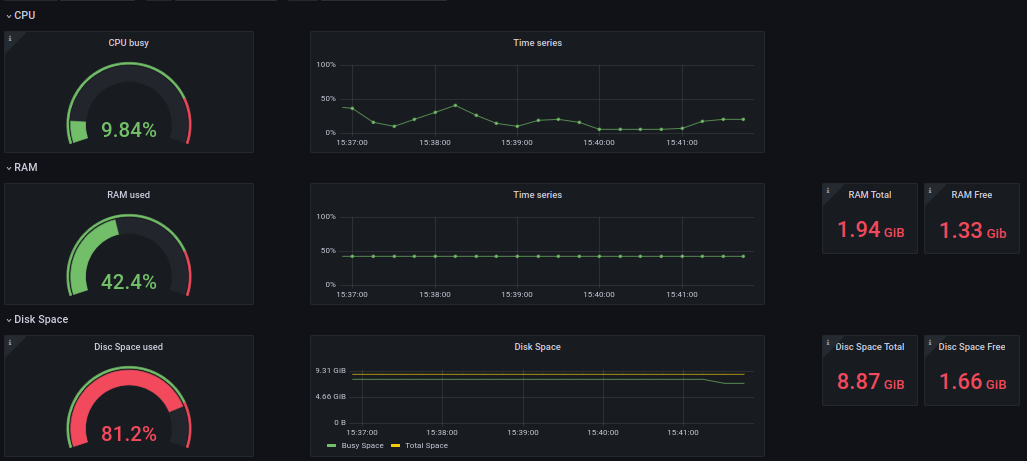 CPU
CPU busy
9.84%
Time series
100%
50%
0%
15:37:00 15:38:00 15:39:00 15:40:00 15:41:00
RAM
RAM used
42.4%
Time series
100%
50%
0%
15:37:00 15:38:00 15:39:00 15:40:00 15:41:00
RAM Total
1.94 GiB
RAM Free
1.33 Gib
Disk Space
Disc Space used
81.2%
Disk Space
9.31 GiB
4.66 GiB
0 B
15:37:00 15:38:00 15:39:00 15:40:00 15:41:00
Busy Space Total Space
Disc Space Total
8.87 GiB
Disc Space Free
1.66 GiB